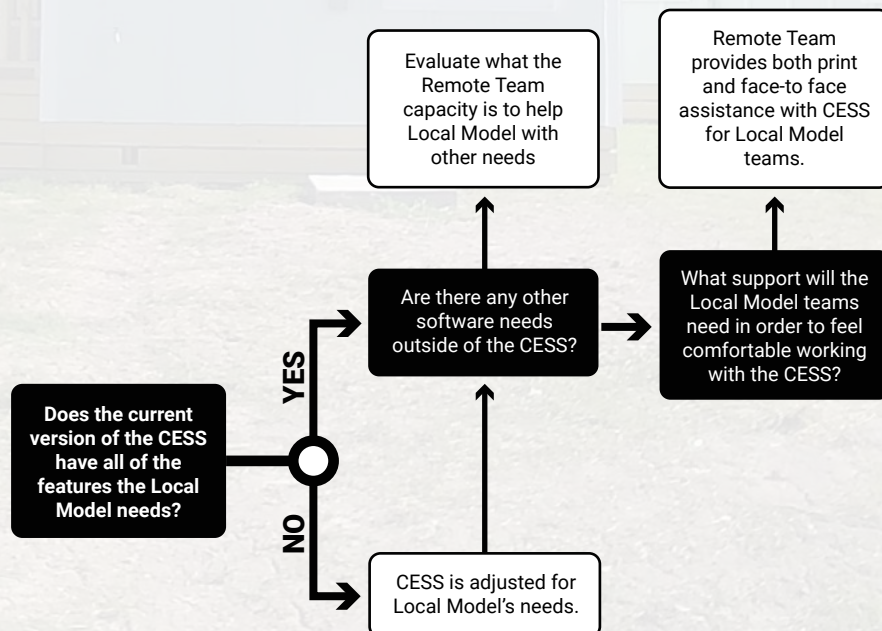 Does the current
version of the CESS
have all of the
features the Local
Model needs?
YES
NO
CESS is adjusted for
Local Model’s needs.
Are there any other
software needs
outside of the CESS?
Evaluate what the
Remote Team
capacity is to help
Local Model with
other needs
What support will the
Local Model teams
need in order to feel
comfortable working
with the CESS?
Remote Team
provides both print
and face-to face
assistance with CESS
for Local Model
teams.